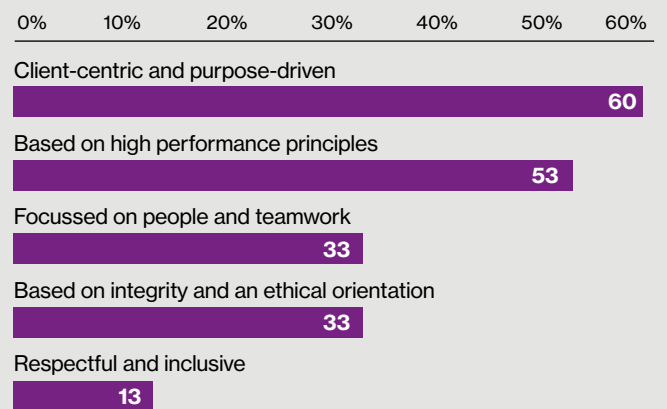 0% 10% 20% 30% 40% 50% 60%
Client-centric and purpose-driven
60
Based on high performance principles
53
Focussed on people and teamwork
33
Based on integrity and an ethical orientation
33
Respectful and inclusive
13